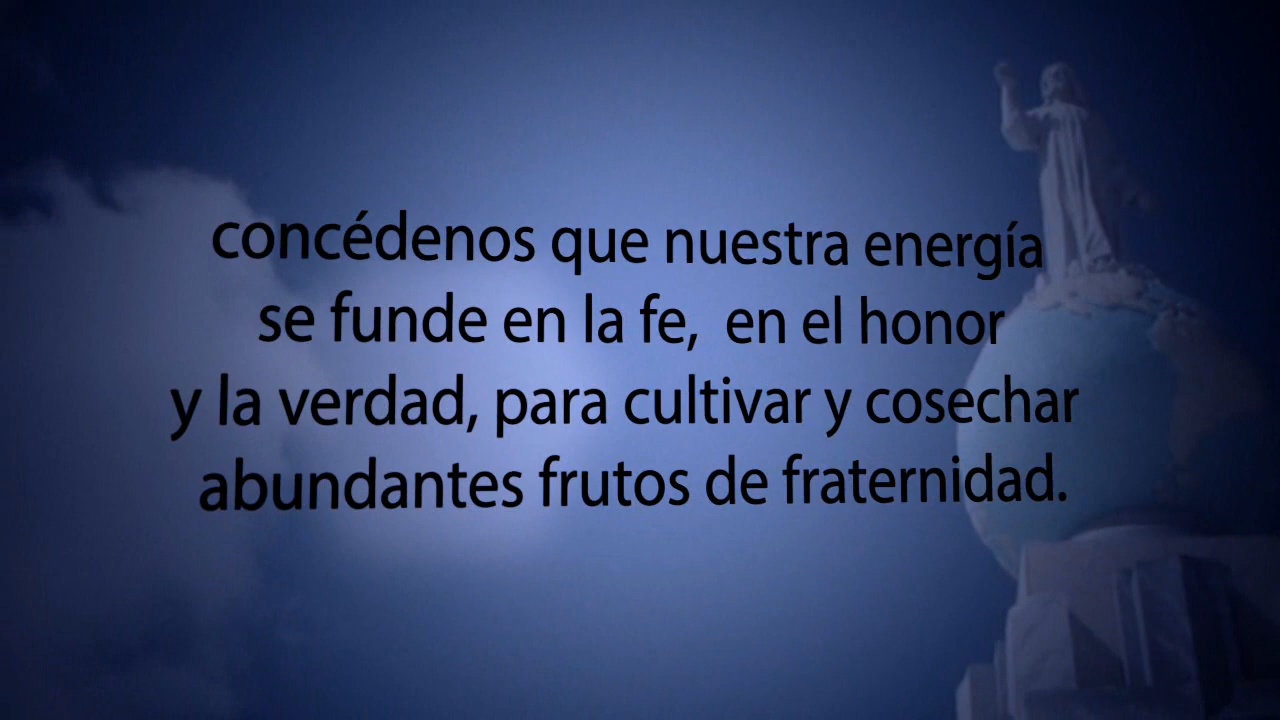 concédenos que nuestra energía
se funde en la fe, en el honor
y la verdad, para cultivar y cosechar
abundantes frutos de fraternidad.